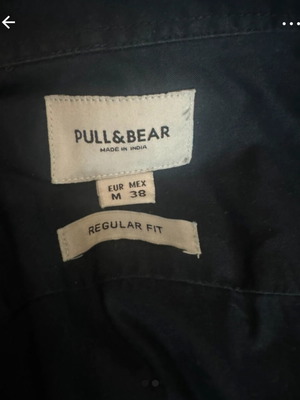 PULL&BEAR
MADE IN INDIA
EUR MEX
M 38
REGULAR FIT